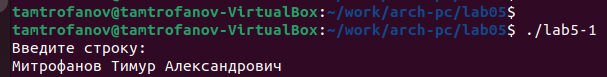 tamtrofanov@tamtrofanov-VirtualBox:~/work/arch-pc/lab05$
tamtrofanov@tamtrofanov-VirtualBox:~/work/arch-pc/lab05$ ./lab5-1
Введите строку:
Митрофанов Тимур Александрович